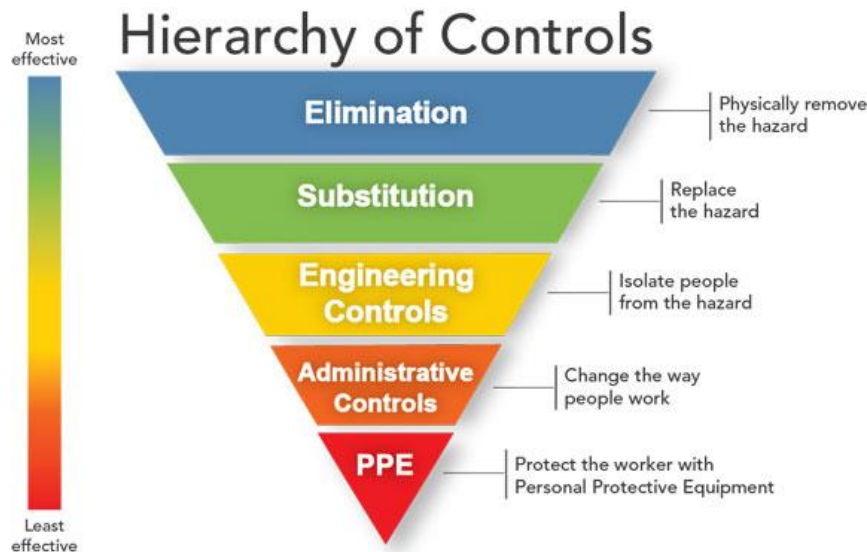 Hierarchy of Controls
Most
effective
Elimination
Physically remove
the hazard
Substitution
Replace
the hazard
Engineering
Controls
Isolate people
from the hazard
Administrative
Controls
Change the way
people work
PPE
Protect the worker with
Personal Protective Equipment
Least
effective